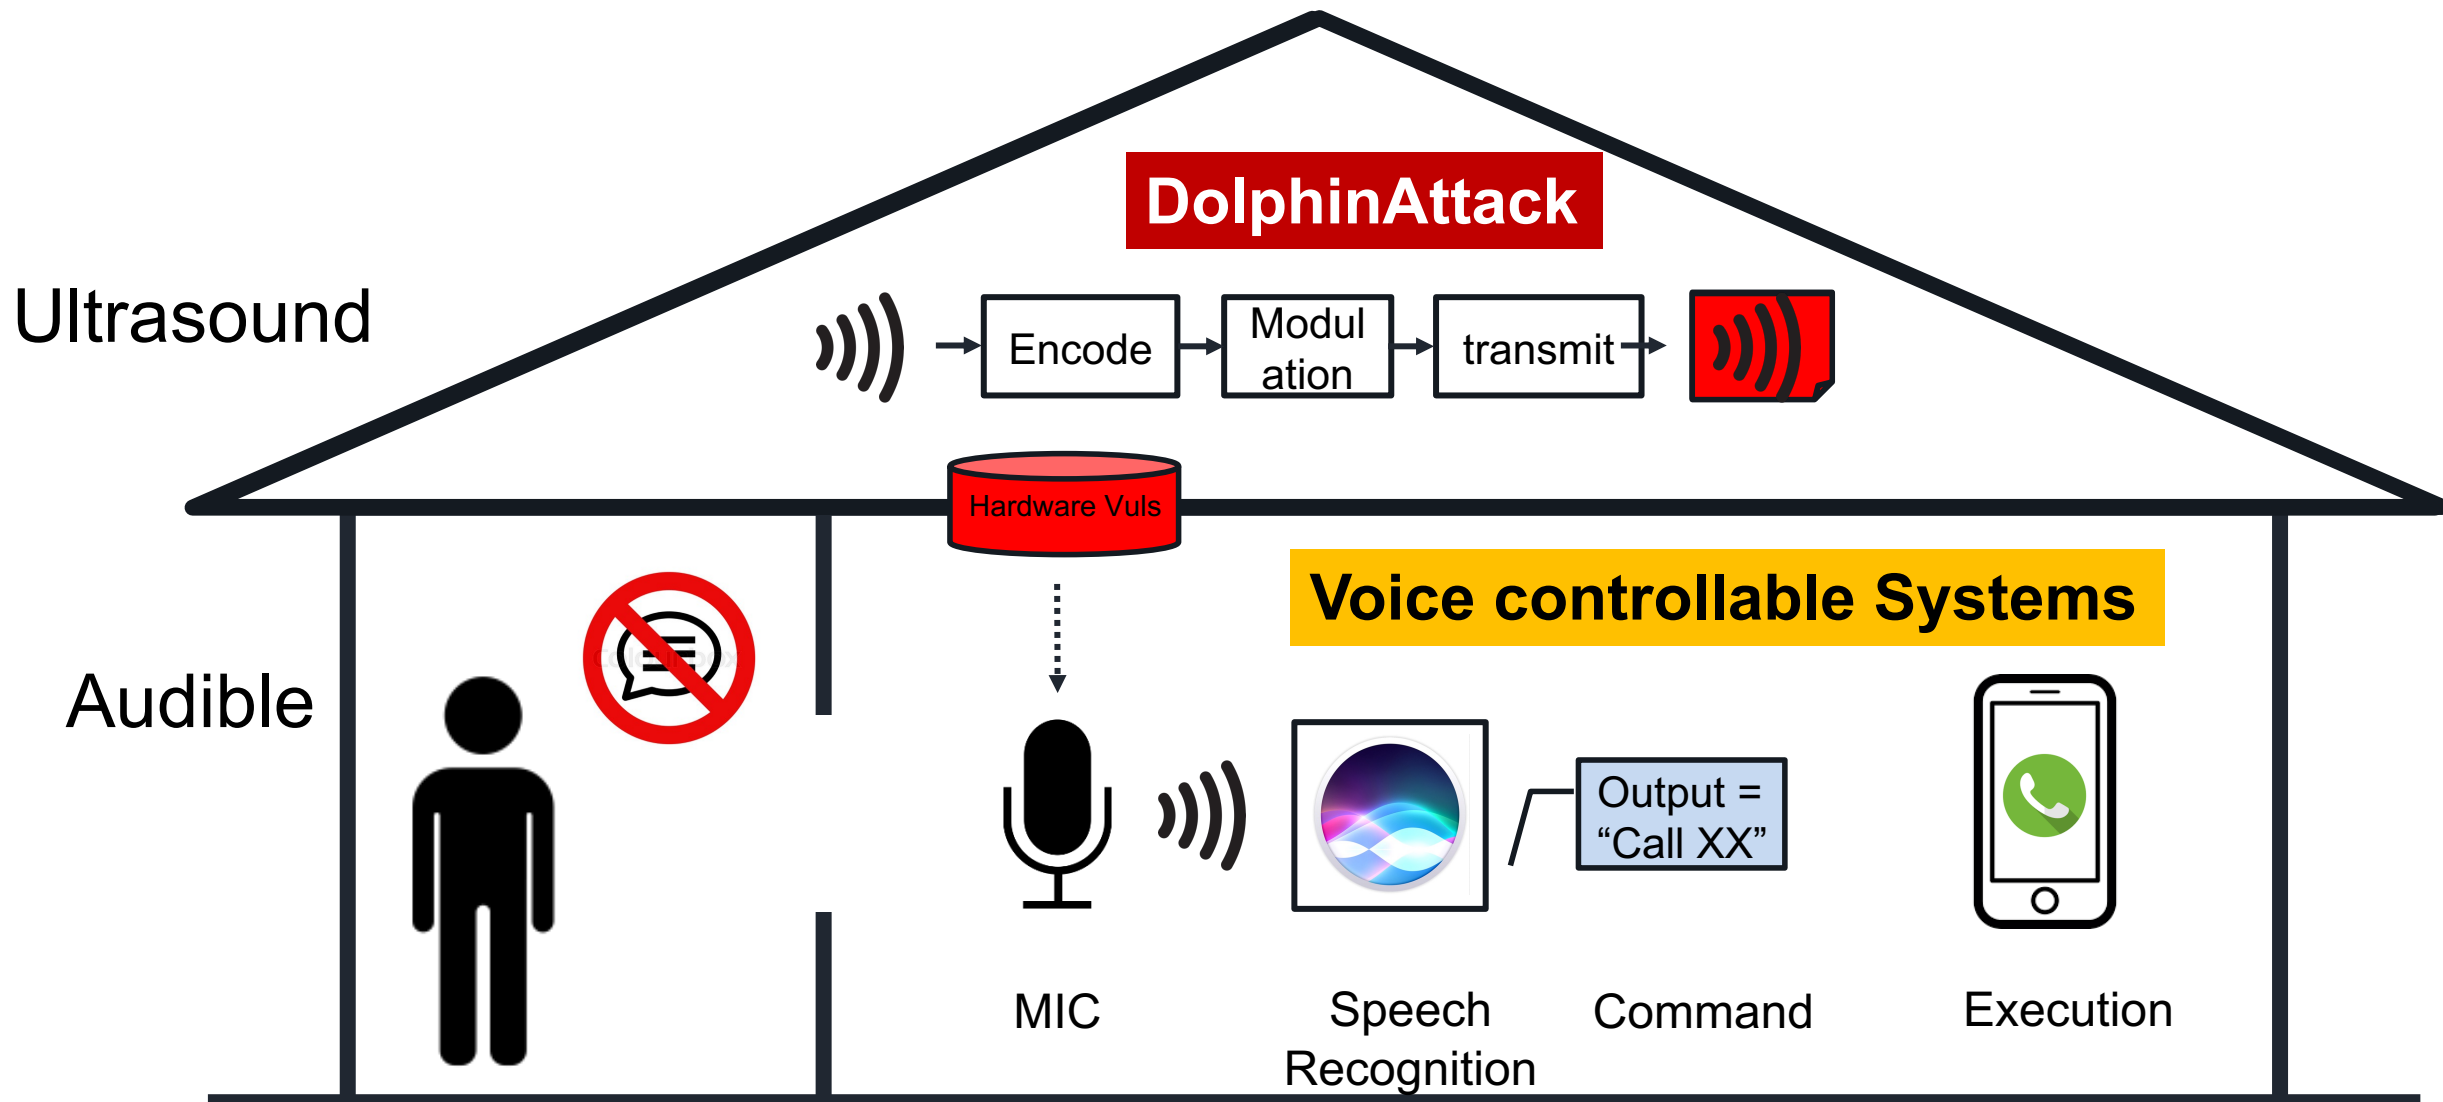 DolphinAttack
Ultrasound
Encode
Modul
ation
transmit
Hardware Vuls
Voice controllable Systems
Audible
Output =
“Call XX”
MIC
Speech
Recognition
Command
Execution